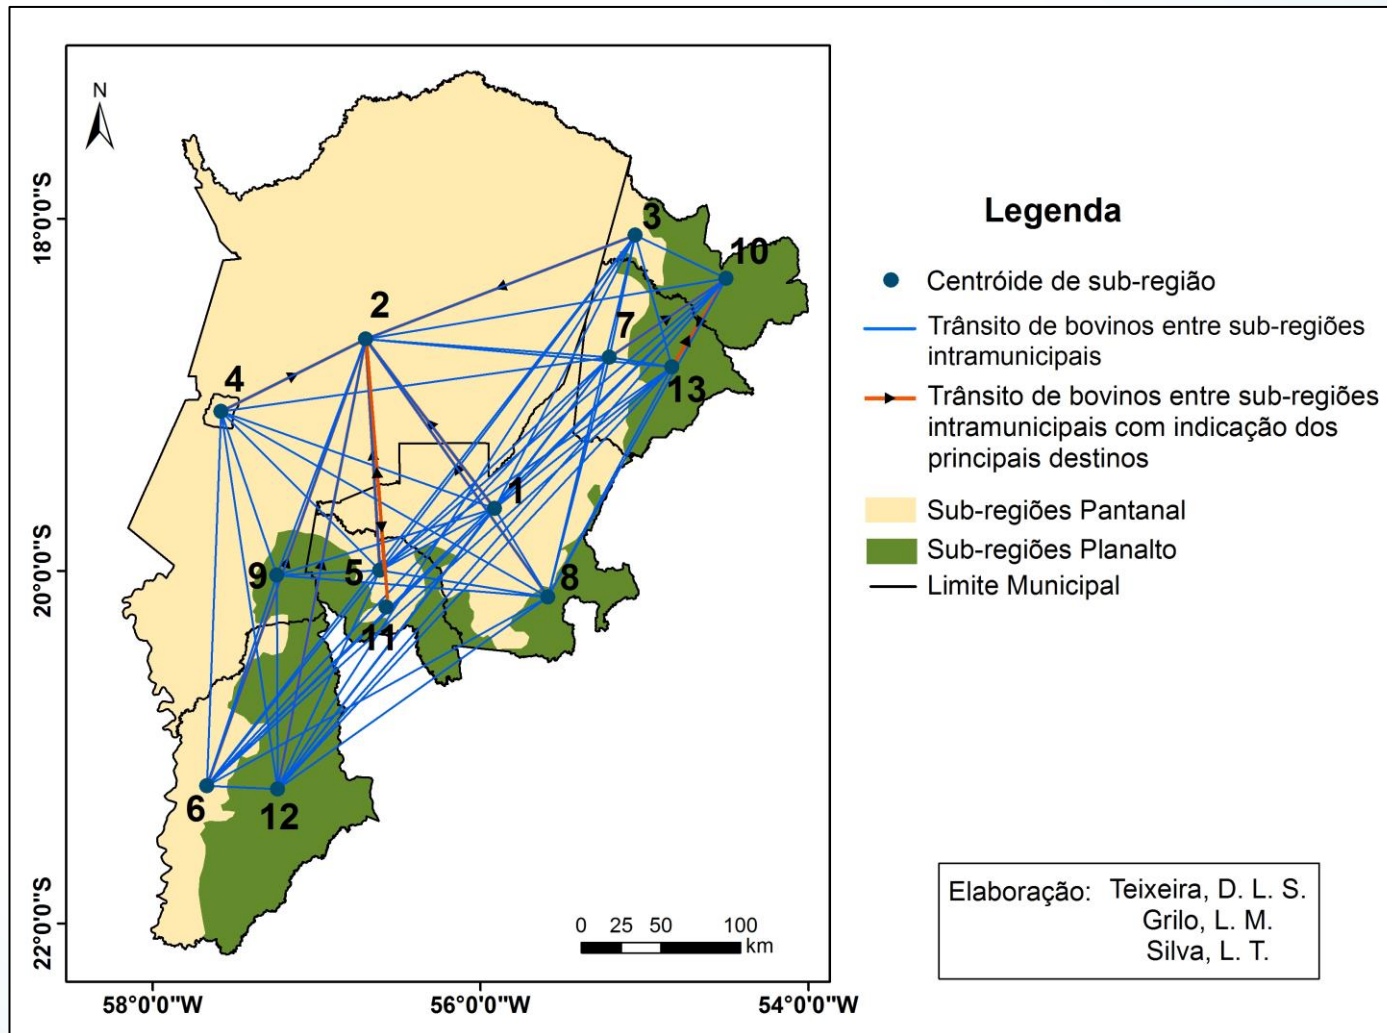 N
18°0'0"S
20°0'0"S
22°0'0"S
3
10
2
7
4
13
1
9
5
8
11
6
12
0 25 50 100
km
58°0'0"W
56°0'0"W
54°0'0"W
Legenda
Centróide de sub-região
Trânsito de bovinos entre sub-regiões
intramunicipais
Trânsito de bovinos entre sub-regiões
intramunicipais com indicação dos
principais destinos
Sub-regiões Pantanal
Sub-regiões Planalto
Limite Municipal
Elaboração: Teixeira, D. L. S.
Grilo, L. M.
Silva, L. T.